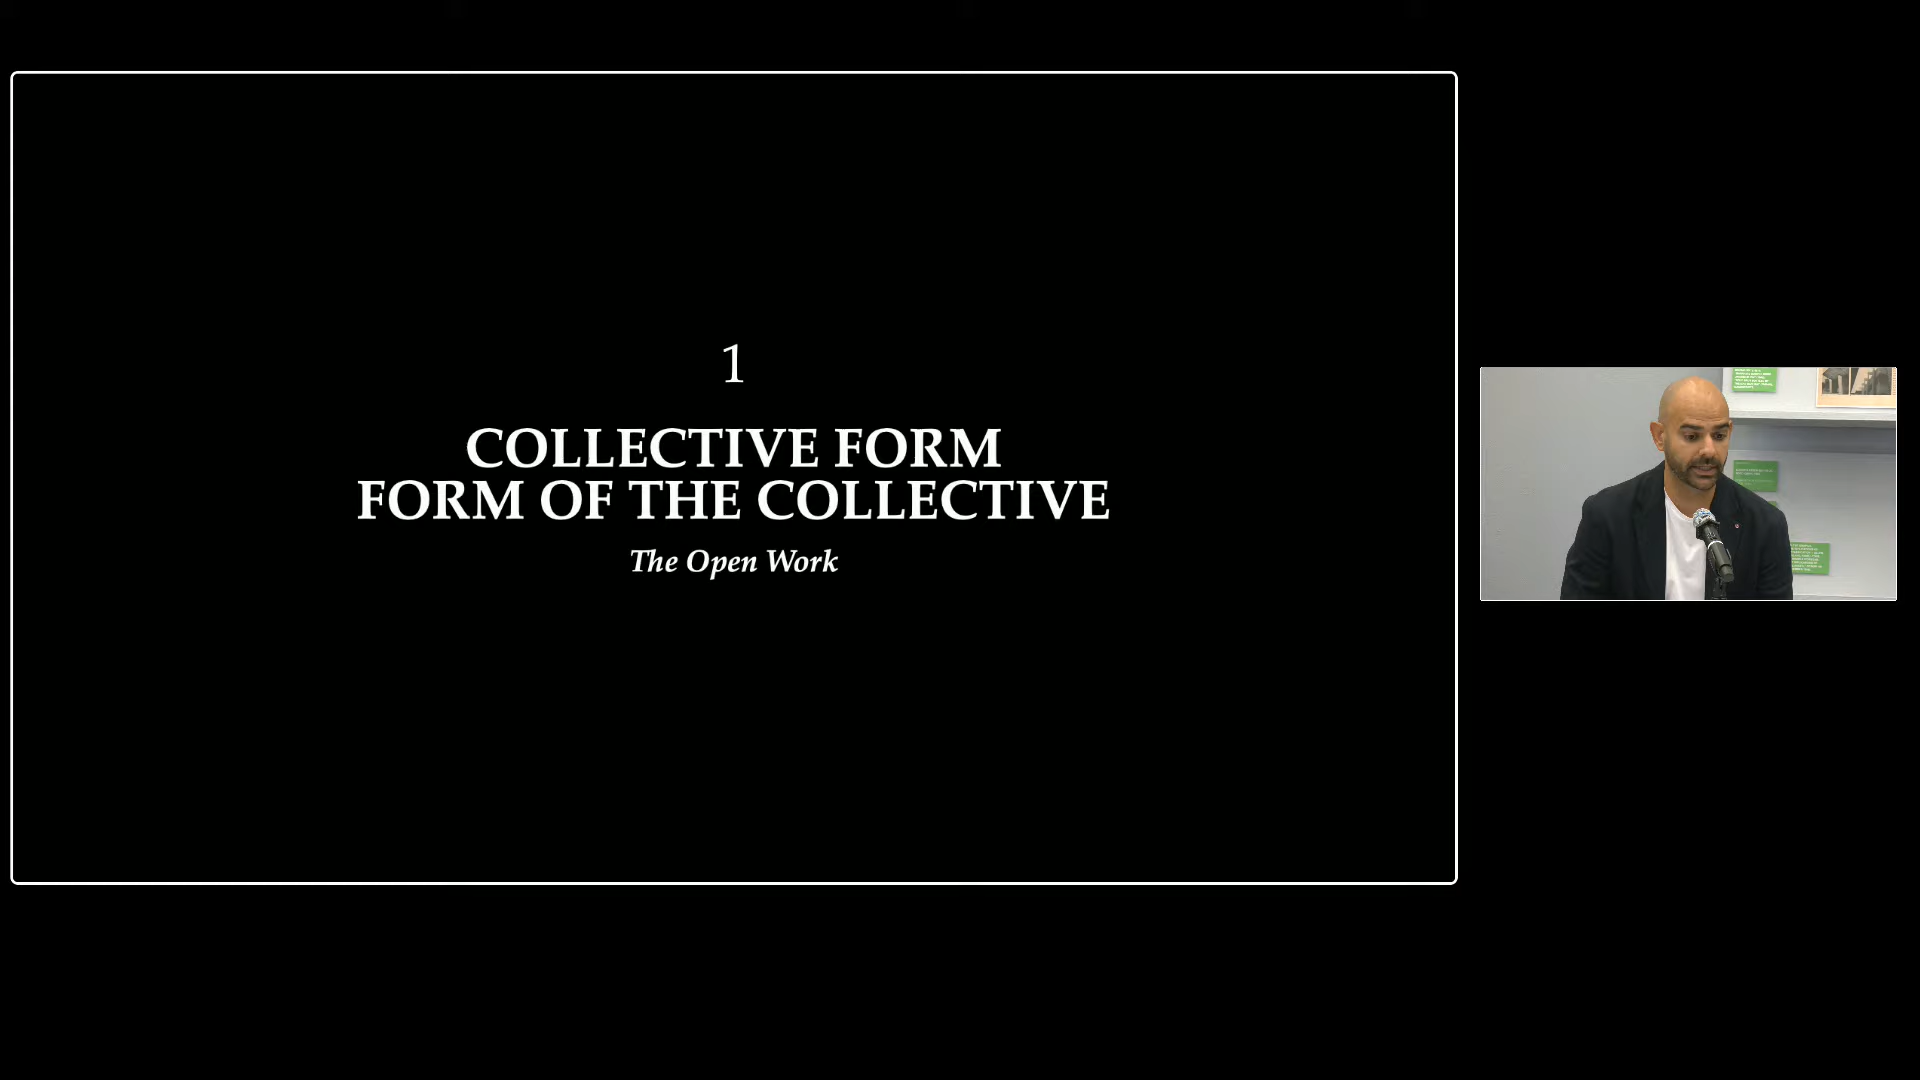 1
COLLECTIVE FORM
FORM OF THE COLLECTIVE
The Open Work